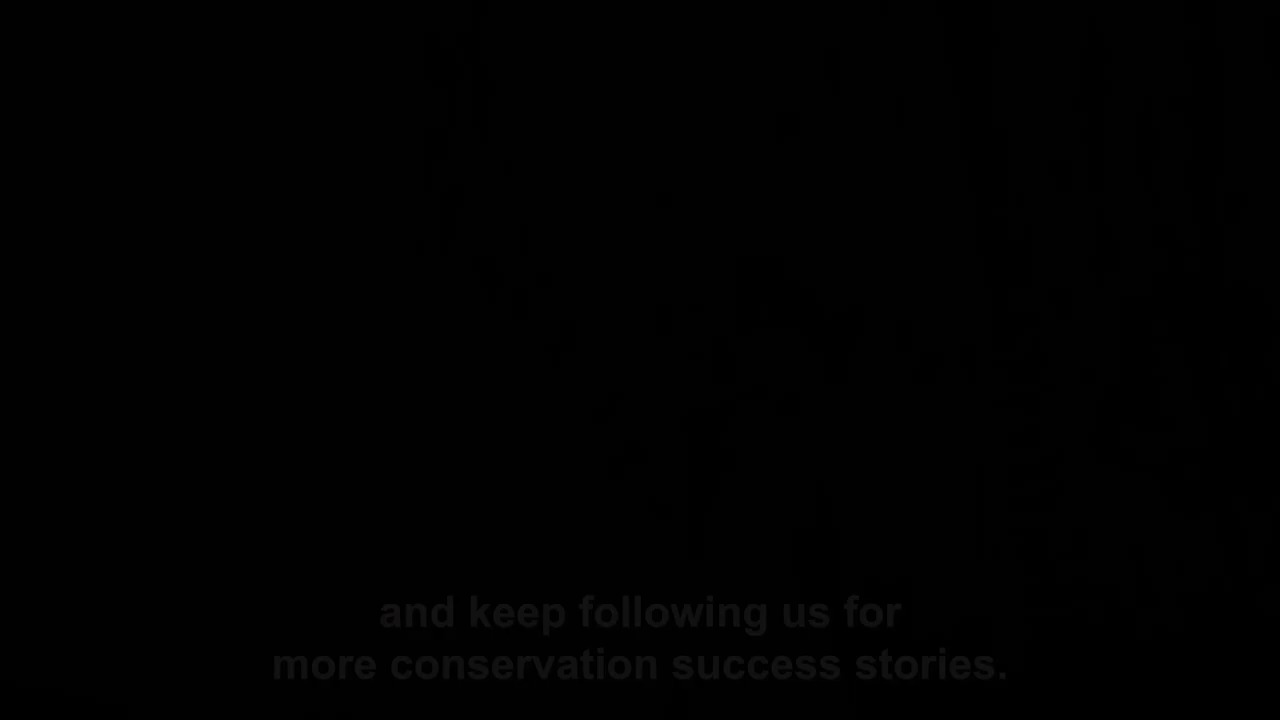 and keep following us for
more conservation success stories.